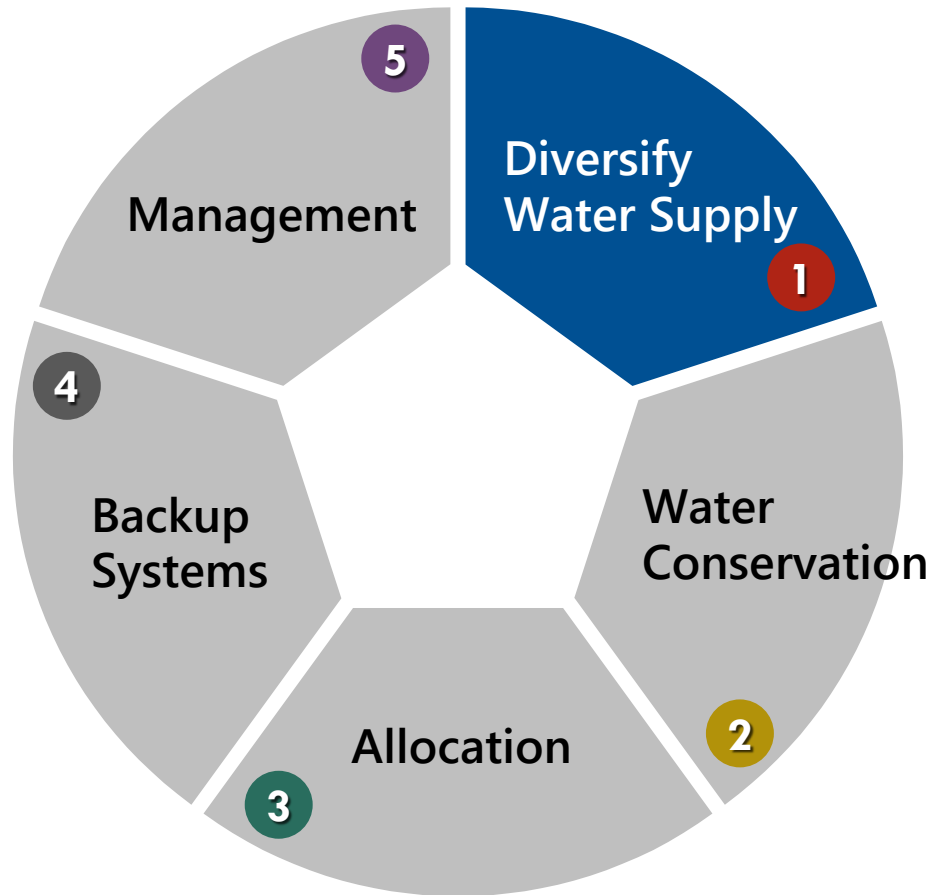 Diversify
Water Supply
1
Water
Conservation
2
Allocation
3
Backup
Systems
4
Management
5